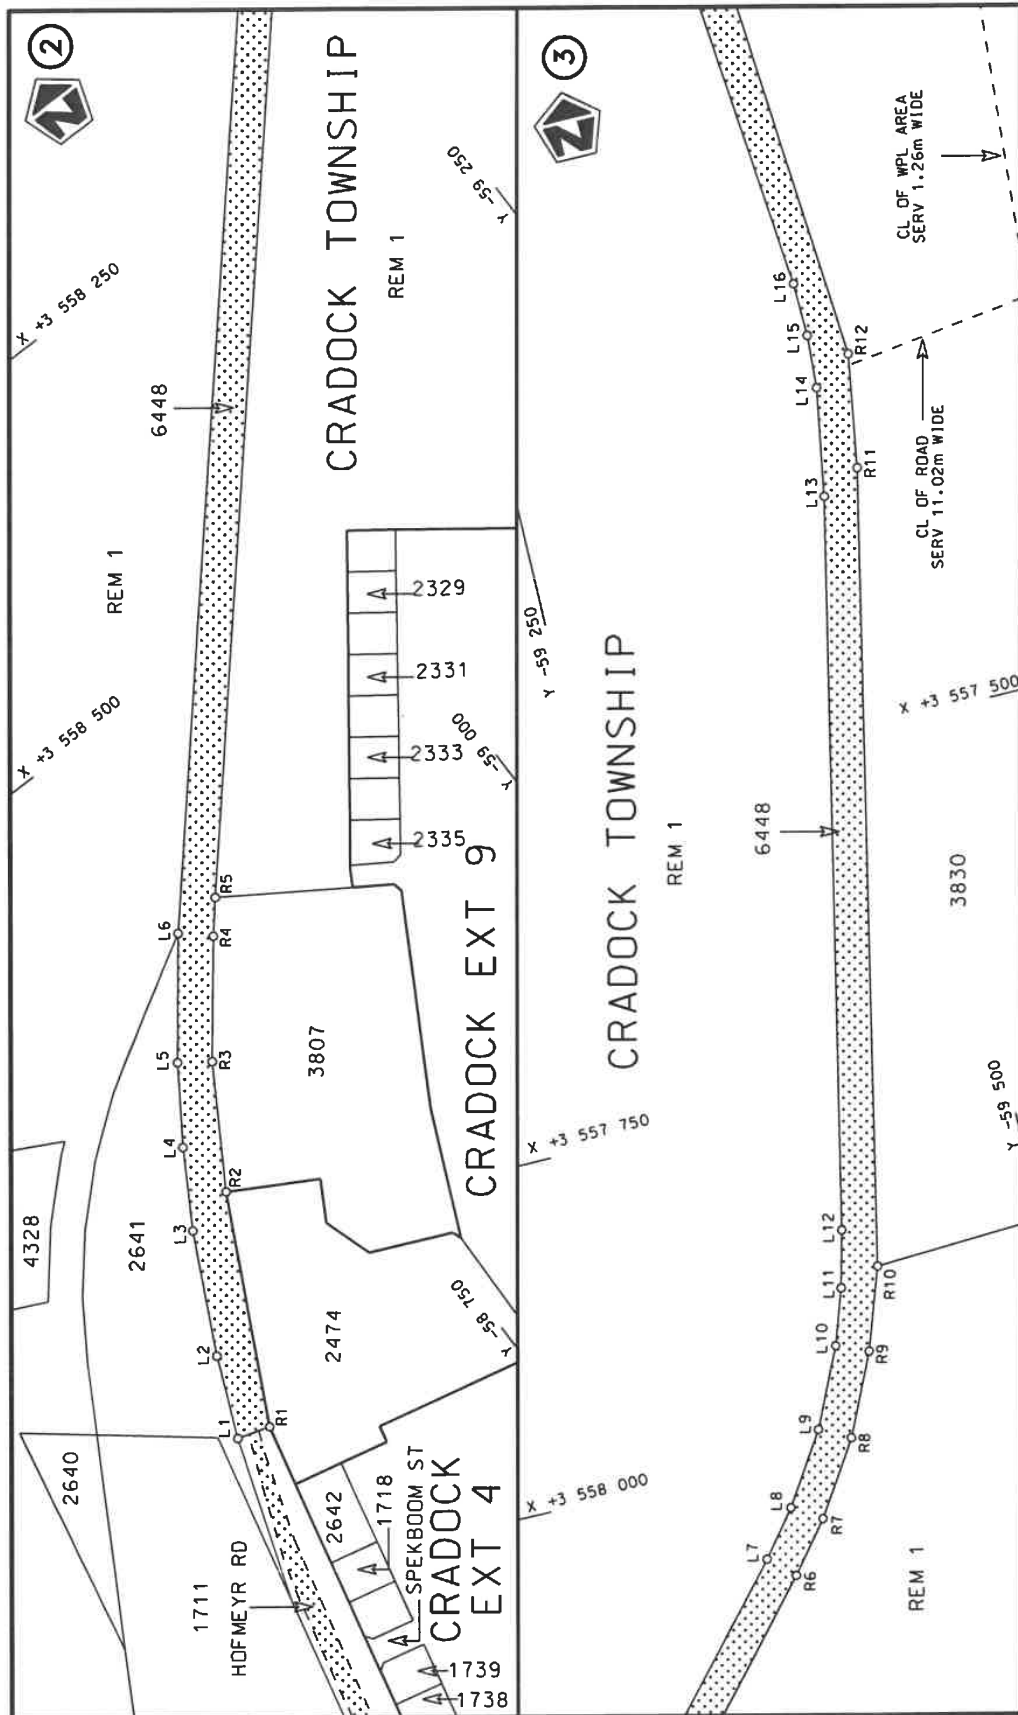 2
X +3 558 250
CRADOCK TOWNSHIP
REM 1
Y -59 250
6448
REM 1
X +3 558 500
2329
2331
2333
2335
Y -59 000
CRADOCK EXT 9
L6
R5
R4
L5
R3
3807
L4
R2
L3
4328
2641
2474
Y -58 750
L2
L1
R1
2640
1711
HOFMEYR RD
2642
1718
SPEKBOOM ST
CRADOCK
EXT 4
1739
1738
3
CL OF WPL AREA
SERV 1.26m WIDE
L16
L15
L14
L13
R12
R11
CL OF ROAD
SERV 11.02m WIDE
Y -59 250
CRADOCK TOWNSHIP
REM 1
X +3 557 500
6448
3830
X +3 557 750
Y -59 500
L12
L11
L10
R10
R9
L9
R8
L8
R7
L7
R6
X +3 558 000
REM 1